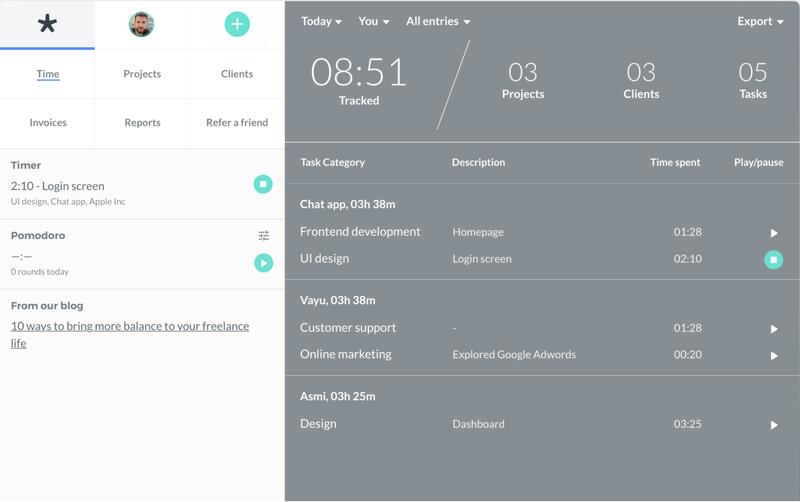 Time
Projects
Clients
Invoices
Reports
Refer a friend
Timer
2:10 - Login screen
UI design, Chat app, Apple Inc
Pomodoro
—:—
0 rounds today
From our blog
10 ways to bring more balance to your freelance
life
Today You All entries Export
08:51
Tracked
03
Projects
03
Clients
05
Tasks
Task Category Description Time spent Play/pause
Chat app, 03h 38m
Frontend development Homepage 01:28
UI design Login screen 02:10
Vayu, 03h 38m
Customer support - 01:28
Online marketing Explored Google Adwords 00:20
Asmi, 03h 25m
Design Dashboard 03:25